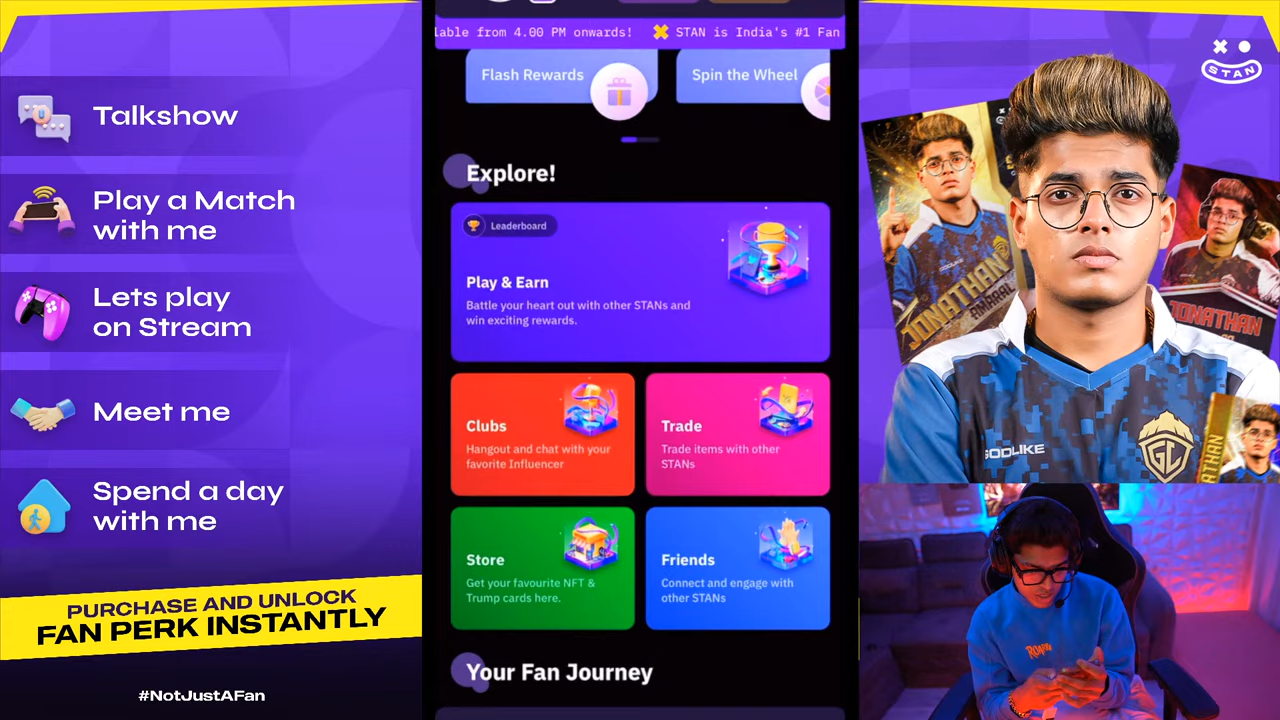 Talkshow
Play a Match
with me
Lets play
on Stream
Meet me
Spend a day
with me
PURCHASE AND UNLOCK
FAN PERK INSTANTLY
#NotJustAFan
lable from 4.00 PM onwards!
STAN is India's #1 Fan
Flash Rewards
Spin the Wheel
Explore!
Leaderboard
Play & Earn
Battle your heart out with other STANs and
win exciting rewards.
Clubs
Hangout and chat with your
favorite Influencer
Trade
Trade items with other
STANs
Store
Get your favourite NFT &
Trump cards here.
Friends
Connect and engage with
other STANs
Your Fan Journey
STAN
JONATHAN
AMARAL
GODLIKE
JONATHAN
GODLIKE